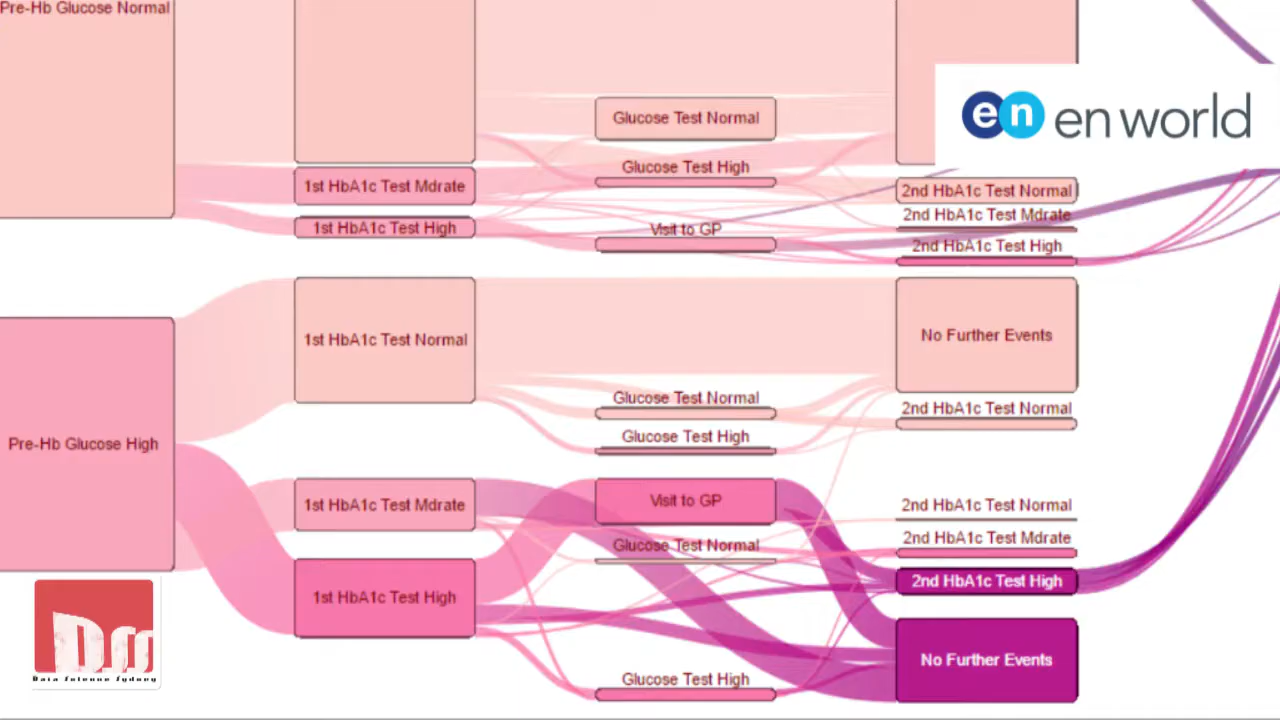 Pre-Hb Glucose Normal
Glucose Test Normal
en en world
Glucose Test High
1st HbA1c Test Mdrate
2nd HbA1c Test Normal
2nd HbA1c Test Mdrate
1st HbA1c Test High
Visit to GP
2nd HbA1c Test High
1st HbA1c Test Normal
No Further Events
Glucose Test Normal
2nd HbA1c Test Normal
Glucose Test High
Pre-Hb Glucose High
1st HbA1c Test Mdrate
Visit to GP
2nd HbA1c Test Normal
2nd HbA1c Test Mdrate
Glucose Test Normal
2nd HbA1c Test High
1st HbA1c Test High
No Further Events
Glucose Test High
Data Science Sydney